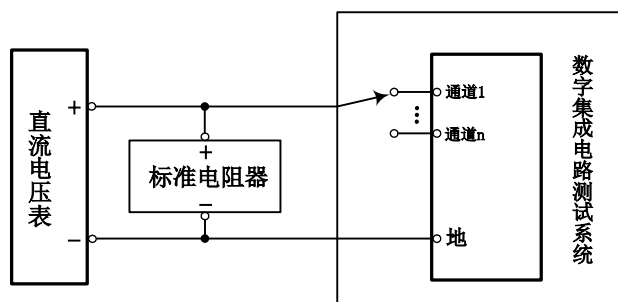 直流电压表
+
−
+
标准电阻器
−
通道1
通道n
地
数字集成电路测试系统